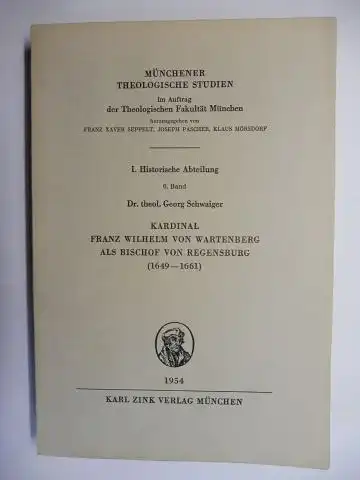 MÜNCHENER
THEOLOGISCHE STUDIEN
im Auftrag
der Theologischen Fakultät München
herausgegeben von
FRANZ XAVER SEPPELT, JOSEPH PASCHER, KLAUS MÖRSDORF
I. Historische Abteilung
6. Band
Dr. theol. Georg Schwaiger
KARDINAL
FRANZ WILHELM VON WARTENBERG
ALS BISCHOF VON REGENSBURG
(1649—1661)
1954
KARL ZINK VERLAG MÜNCHEN